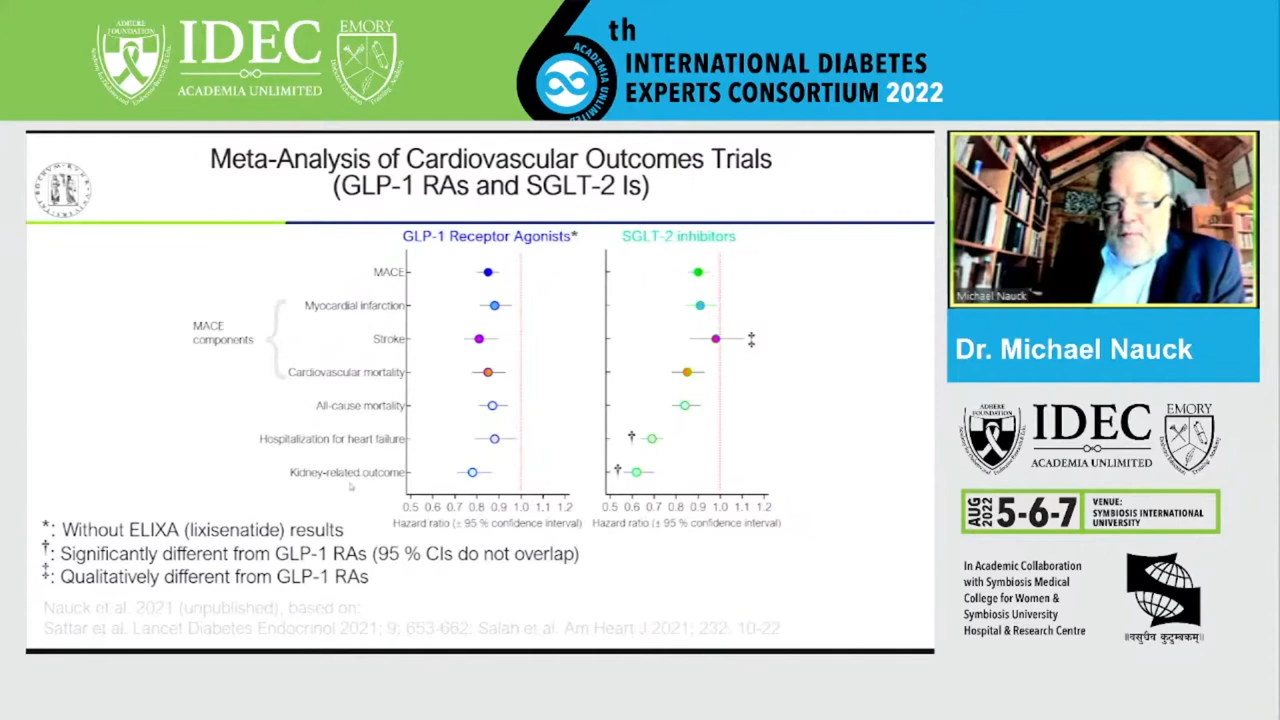 ADHERE
FOUNDATION
IDEC
ACADEMIA UNLIMITED
EMORY
6th
ACADEMIA UNLIMITED
INTERNATIONAL DIABETES
EXPERTS CONSORTIUM 2022
Meta-Analysis of Cardiovascular Outcomes Trials
(GLP-1 RAs and SGLT-2 Is)
GLP-1 Receptor Agonists*
SGLT-2 inhibitors
MACE
Myocardial infarction
MACE
components
Stroke
‡
Cardiovascular mortality
All-cause mortality
Hospitalization for heart failure
†
Kidney-related outcome
†
0.5 0.6 0.7 0.8 0.9 1.0 1.1 1.2
0.5 0.6 0.7 0.8 0.9 1.0 1.1 1.2
Hazard ratio (± 95 % confidence interval)
Hazard ratio (± 95 % confidence interval)
*: Without ELIXA (lixisenatide) results
†: Significantly different from GLP-1 RAs (95 % CIs do not overlap)
‡: Qualitatively different from GLP-1 RAs
Nauck et al. 2021 (unpublished), based on:
et al. Lancet Diabetes Endocrinol 2021; 9: 653-662; et al. Am Heart J 2021; 232: 10-22
Michael Nauck
Dr. Michael Nauck
ADHERE
FOUNDATION
IDEC
ACADEMIA UNLIMITED
EMORY
AUG
2022
5-6-7
VENUE:
SYMBIOSIS INTERNATIONAL
UNIVERSITY
In Academic Collaboration
with Symbiosis Medical
College for Women &
Symbiosis University
Hospital & Research Centre
॥वसुधैव कुटुम्बकम्॥